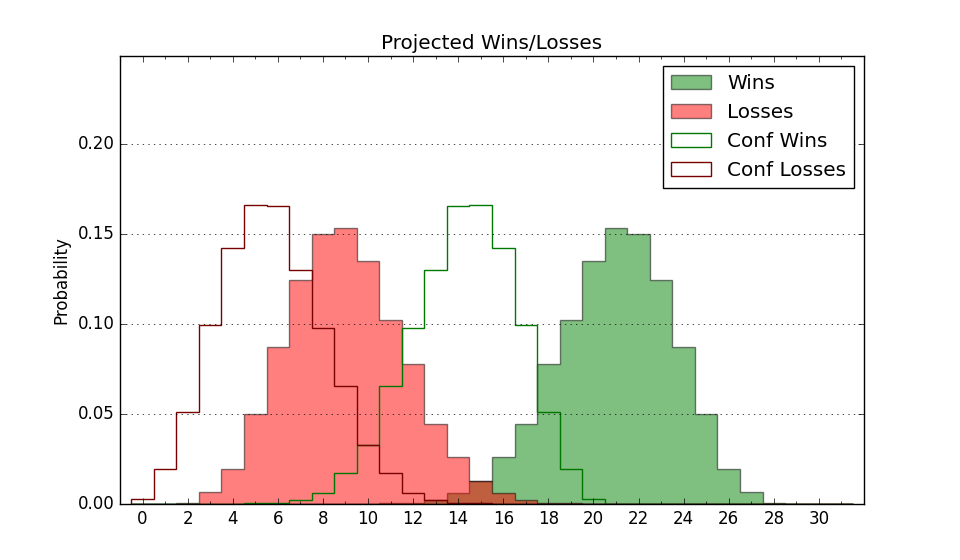 Projected Wins/Losses
Wins
Losses
Conf Wins
Conf Losses
Probability
0.20
0.15
0.10
0.05
0.00
0 2 4 6 8 10 12 14 16 18 20 22 24 26 28 30